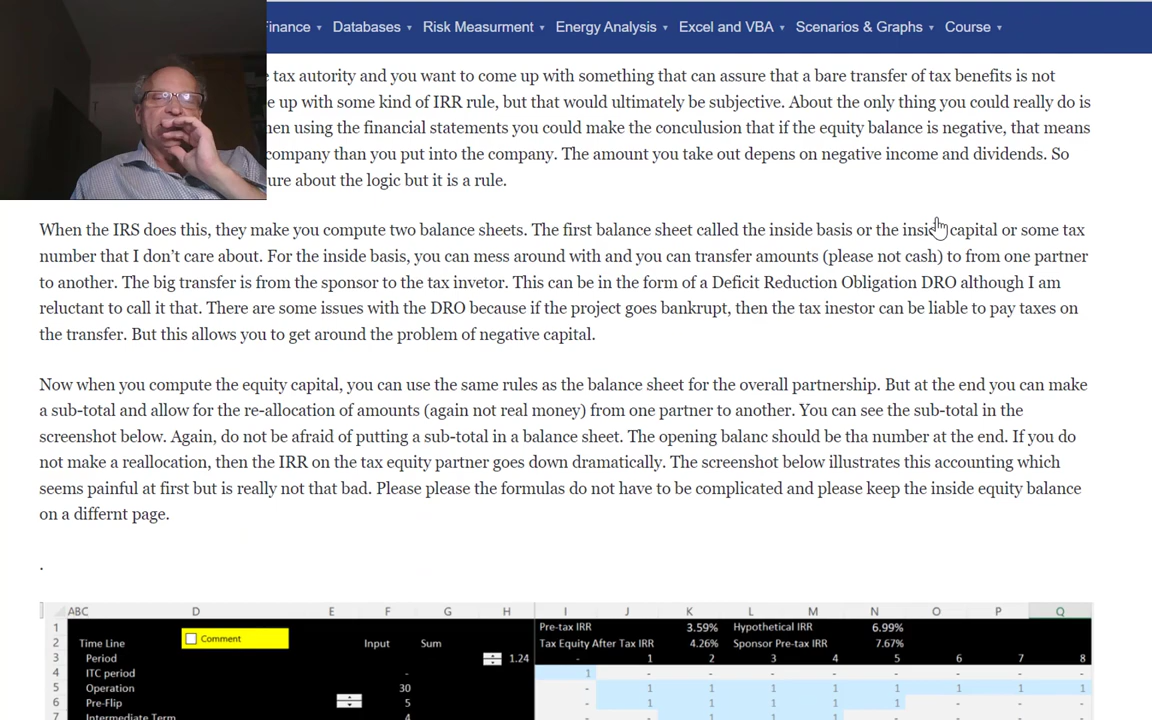 inance Databases Risk Measurment Energy Analysis Excel and VBA Scenarios & Graphs Course
tax autority and you want to come up with something that can assure that a bare transfer of tax benefits is not
e up with some kind of IRR rule, but that would ultimately be subjective. About the only thing you could really do is
en using the financial statements you could make the conculusion that if the equity balance is negative, that means
company than you put into the company. The amount you take out depens on negative income and dividends. So
ure about the logic but it is a rule.
When the IRS does this, they make you compute two balance sheets. The first balance sheet called the inside basis or the insi capital or some tax
number that I don’t care about. For the inside basis, you can mess around with and you can transfer amounts (please not cash) to from one partner
to another. The big transfer is from the sponsor to the tax invetor. This can be in the form of a Deficit Reduction Obligation DRO although I am
reluctant to call it that. There are some issues with the DRO because if the project goes bankrupt, then the tax inestor can be liable to pay taxes on
the transfer. But this allows you to get around the problem of negative capital.
Now when you compute the equity capital, you can use the same rules as the balance sheet for the overall partnership. But at the end you can make
a sub-total and allow for the re-allocation of amounts (again not real money) from one partner to another. You can see the sub-total in the
screenshot below. Again, do not be afraid of putting a sub-total in a balance sheet. The opening balanc should be tha number at the end. If you do
not make a reallocation, then the IRR on the tax equity partner goes down dramatically. The screenshot below illustrates this accounting which
seems painful at first but is really not that bad. Please please the formulas do not have to be complicated and please keep the inside equity balance
on a differnt page.
.
ABC D E F G H I J K L M N O P Q
1 Pre-tax IRR 3.59% Hypothetical IRR 6.99%
2 Time Line Comment Input Sum Tax Equity After Tax IRR 4.26% Sponsor Pre-tax IRR 7.67%
3 Period 1.24 - 1 2 3 4 5 6 7 8
4 ITC period - 1 - - - - - - - -
5 Operation 30 - 1 1 1 1 1 1 1 1
6 Pre-Flip 5 - 1 1 1 1 1 - - -
7 Intermediate Term 4 - - 1 1 1 - - - -